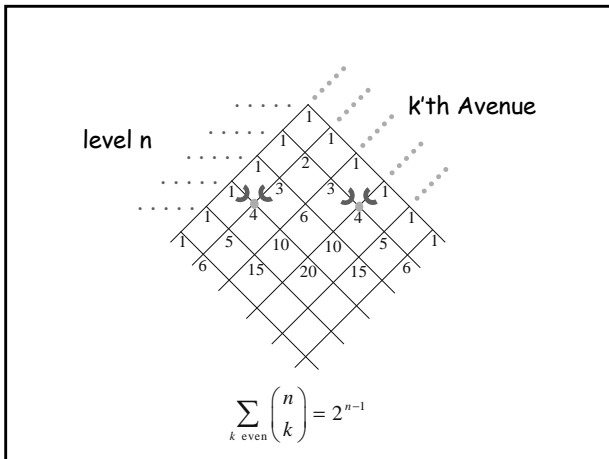 k'th Avenue
1
level n
1 1
1 2 1
1 3 3 1
1 4 6 4 1
1 5 10 10 5 1
6 15 20 15 6
∑_{k even} \binom{n}{k} = 2^{n−1}